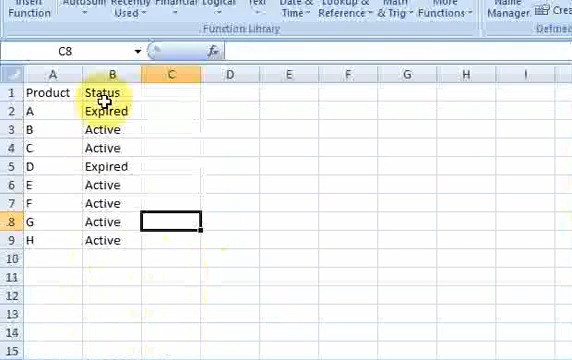 Insert Function AutoSum Recently Used Financial Logical Text Date & Time Lookup & Reference Math & Trig More Functions Name Manager
Function Library Defined
C8 fx
A B C D E F G H I
1 Product Status
2 A Expired
3 B Active
4 C Active
5 D Expired
6 E Active
7 F Active
8 G Active
9 H Active
10
11
12
13
14
15